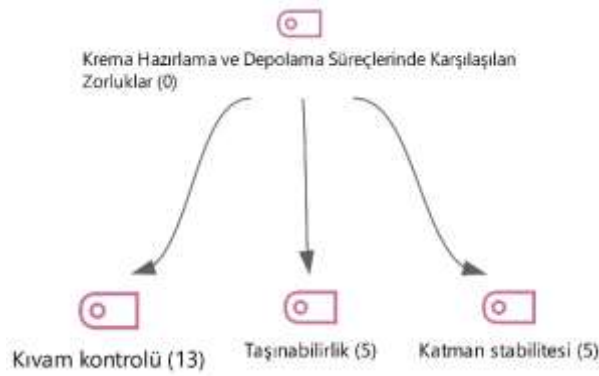 Krema Hazırlama ve Depolama Süreçlerinde Karşılaşılan
Zorluklar (0)
Kıvam kontrolü (13)
Taşınabilirlik (5)
Katman stabilitesi (5)